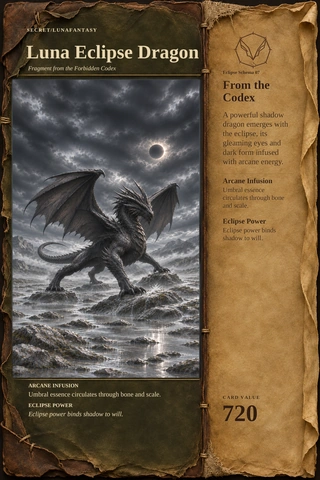 SECRET/LUNAFANTASY
Luna Eclipse Dragon
Fragment from the Forbidden Codex
ARCANE INFUSION
Umbral essence circulates through bone and scale.
ECLIPSE POWER
Eclipse power binds shadow to will.
From the
Codex
A powerful shadow
dragon emerges with
the eclipse, its
gleaming eyes and
dark form infused
with arcane energy.
Arcane Infusion
Umbral essence
circulates through bone
and scale.
Eclipse Power
Eclipse power binds
shadow to will.
CARD VALUE
720